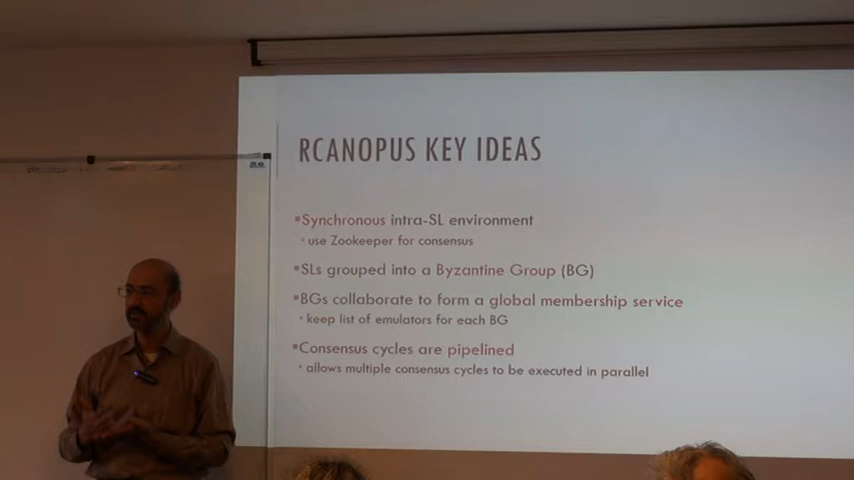 RCANOPUS KEY IDEAS
▪Synchronous intra-SL environment
▪use Zookeeper for consensus
▪SLs grouped into a Byzantine Group (BG)
▪BGs collaborate to form a global membership service
▪keep list of emulators for each BG
▪Consensus cycles are pipelined
▪allows multiple consensus cycles to be executed in parallel